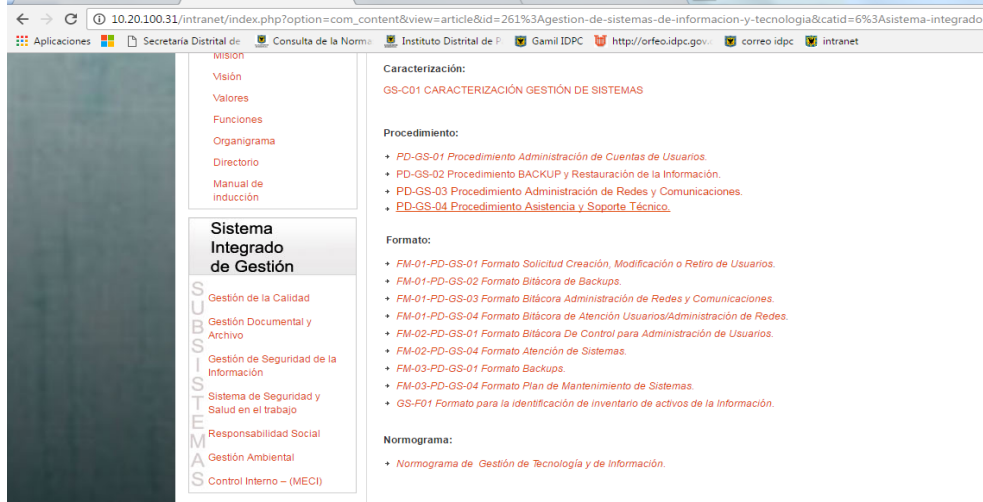 10.20.100.31/intranet/index.php?option=com_content&view=article&id=261%3Agestion-de-sistemas-de-informacion-y-tecnologia&catid=6%3Asistema-integrado
Aplicaciones Secretaría Distrital de Consulta de la Norma Instituto Distrital de P Gamil IDPC http://orfeo.idpc.gov. correo idpc intranet
Misión
Visión
Valores
Funciones
Organigrama
Directorio
Manual de
inducción
Sistema
Integrado
de Gestión
SUBSISTEMAS
Gestión de la Calidad
Gestión Documental y
Archivo
Gestión de Seguridad de la
Información
Sistema de Seguridad y
Salud en el trabajo
Responsabilidad Social
Gestión Ambiental
Control Interno – (MECI)
Caracterización:
GS-C01 CARACTERIZACIÓN GESTIÓN DE SISTEMAS
Procedimiento:
PD-GS-01 Procedimiento Administración de Cuentas de Usuarios.
PD-GS-02 Procedimiento BACKUP y Restauración de la Información.
PD-GS-03 Procedimiento Administración de Redes y Comunicaciones.
PD-GS-04 Procedimiento Asistencia y Soporte Técnico.
Formato:
FM-01-PD-GS-01 Formato Solicitud Creación, Modificación o Retiro de Usuarios.
FM-01-PD-GS-02 Formato Bitácora de Backups.
FM-01-PD-GS-03 Formato Bitácora Administración de Redes y Comunicaciones.
FM-01-PD-GS-04 Formato Bitácora de Atención Usuarios/Administración de Redes.
FM-02-PD-GS-01 Formato Bitácora De Control para Administración de Usuarios.
FM-02-PD-GS-04 Formato Atención de Sistemas.
FM-03-PD-GS-01 Formato Backups.
FM-03-PD-GS-04 Formato Plan de Mantenimiento de Sistemas.
GS-F01 Formato para la identificación de inventario de activos de la Información.
Normograma:
Normograma de Gestión de Tecnología y de Información.